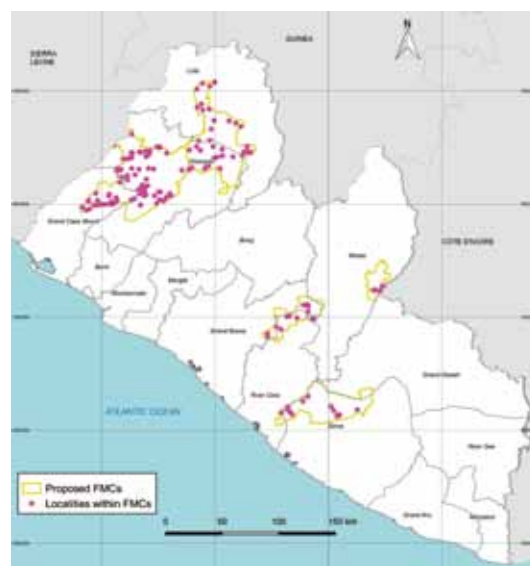 N
GUINEA
SIERRA
LEONE
Lofa
Grand Cape Mount
Bomi
Bong
COTE D'IVOIRE
Nimba
Margibi
Montserrado
Grand Bassa
Grand Gedeh
River Cess
ATLANTIC OCEAN
Sinoe
River Gee
Grand Kru
Maryland
Proposed FMCs
Localities within FMCs
0 50 100 150 km